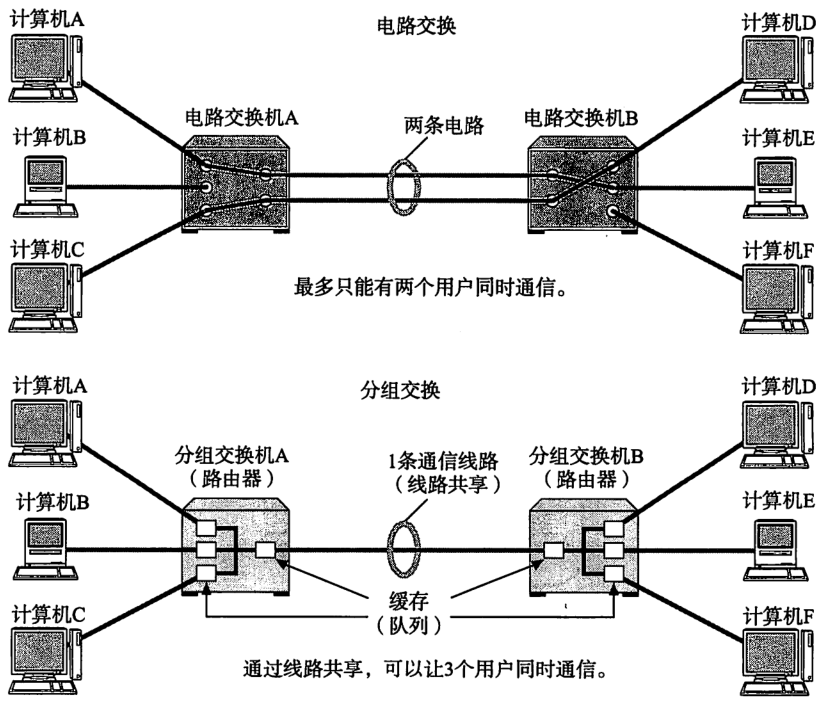 电路交换
计算机A
计算机D
电路交换机A
两条电路
电路交换机B
计算机B
计算机E
计算机C
计算机F
最多只能有两个用户同时通信。
分组交换
计算机A
计算机D
分组交换机A
（路由器）
1条通信线路
（线路共享）
分组交换机B
（路由器）
计算机B
计算机E
缓存
（队列）
计算机C
计算机F
通过线路共享，可以让3个用户同时通信。